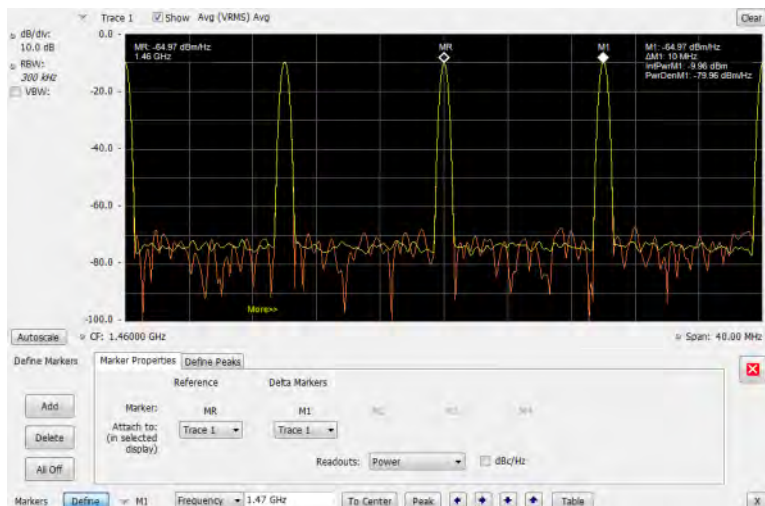 Trace 1 Show Avg (VRMS) Avg Clear
dB/div:
10.0 dB
RBW:
300 kHz
VBW:
0.0
-20.0
-40.0
-60.0
-80.0
-100.0
MR: -64.97 dBm/Hz
1.46 GHz
MR
M1
M1: -64.97 dBm/Hz
ΔM1: 10 MHz
IntPwrM1: -9.96 dBm
PwrDenM1: -79.96 dBm/Hz
More>>
Autoscale CF: 1.46000 GHz Span: 40.00 MHz
Define Markers Marker Properties Define Peaks
Reference Delta Markers
Add Marker: MR M1 M2 M3 M4
Attach to:
(in selected
display)
Trace 1 Trace 1
Delete
Readouts: Power dBc/Hz
All Off
Markers Define M1 Frequency 1.47 GHz To Center Peak Table X